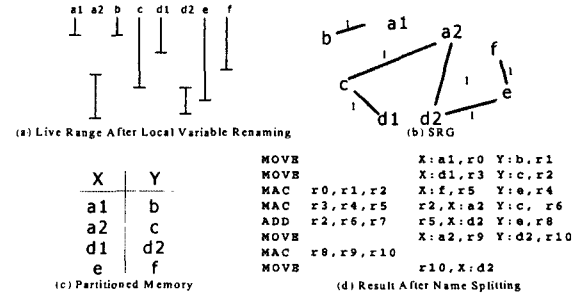 a1 a2 b c d1 d2 e f
(a) Live Range After Local Variable Renaming
b 1 a1 a2 f
1 1 1
c e
1 d1 d2 1
(b) SRG
X Y
a1 b
a2 c
d1 d2
e f
(c) Partitioned Memory
MOVE X:a1,r0 Y:b,r1
MOVE X:d1,r3 Y:c,r2
MAC r0,r1,r2 X:f,r5 Y:e,r4
MAC r3,r4,r5 r2,X:a2 Y:c, r6
ADD r2,r6,r7 r5,X:d2 Y:e,r8
MOVE X:a2,r9 Y:d2,r10
MAC r8,r9,r10
MOVE r10,X:d2
(d) Result After Name Splitting